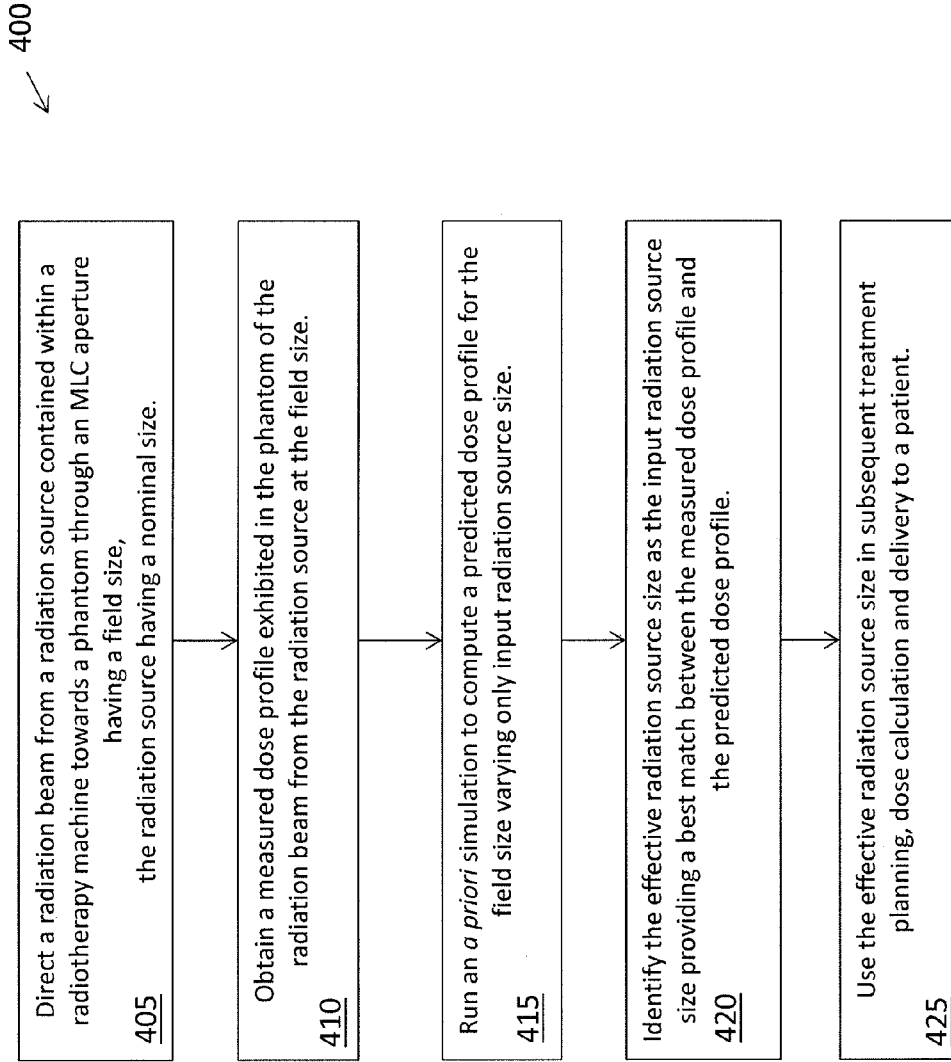 400
Direct a radiation beam from a radiation source contained within a
radiotherapy machine towards a phantom through an MLC aperture
having a field size,
the radiation source having a nominal size.
405
Obtain a measured dose profile exhibited in the phantom of the
radiation beam from the radiation source at the field size.
410
Run an a priori simulation to compute a predicted dose profile for the
field size varying only input radiation source size.
415
Identify the effective radiation source size as the input radiation source
size providing a best match between the measured dose profile and
the predicted dose profile.
420
Use the effective radiation source size in subsequent treatment
planning, dose calculation and delivery to a patient.
425